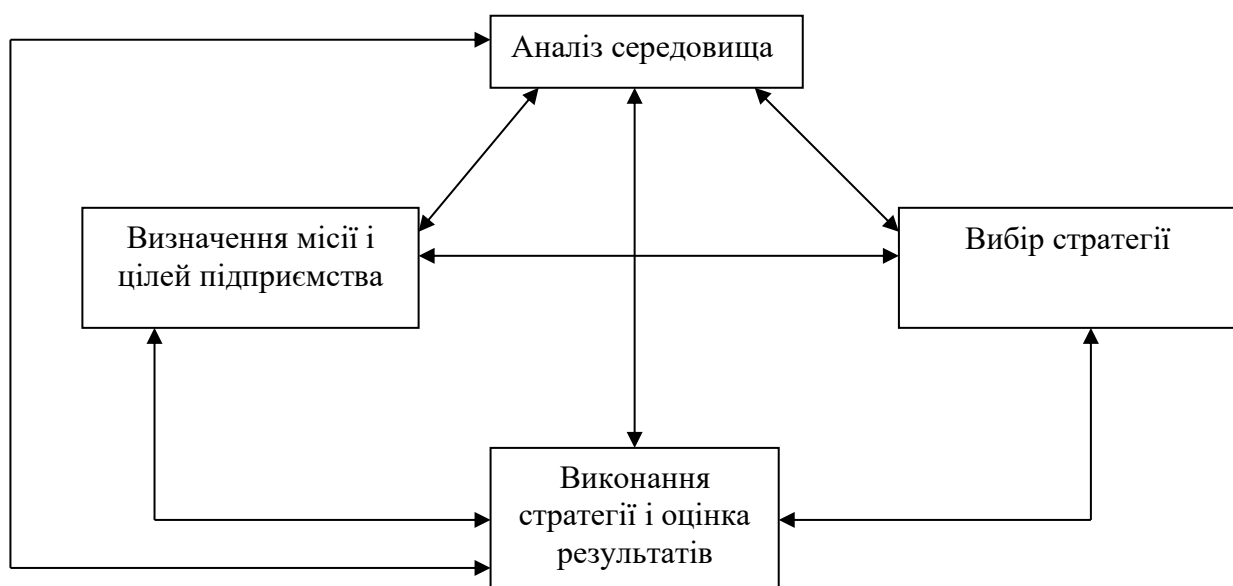 Аналіз середовища
Визначення місії і
цілей підприємства
Вибір стратегії
Виконання
стратегії і оцінка
результатів